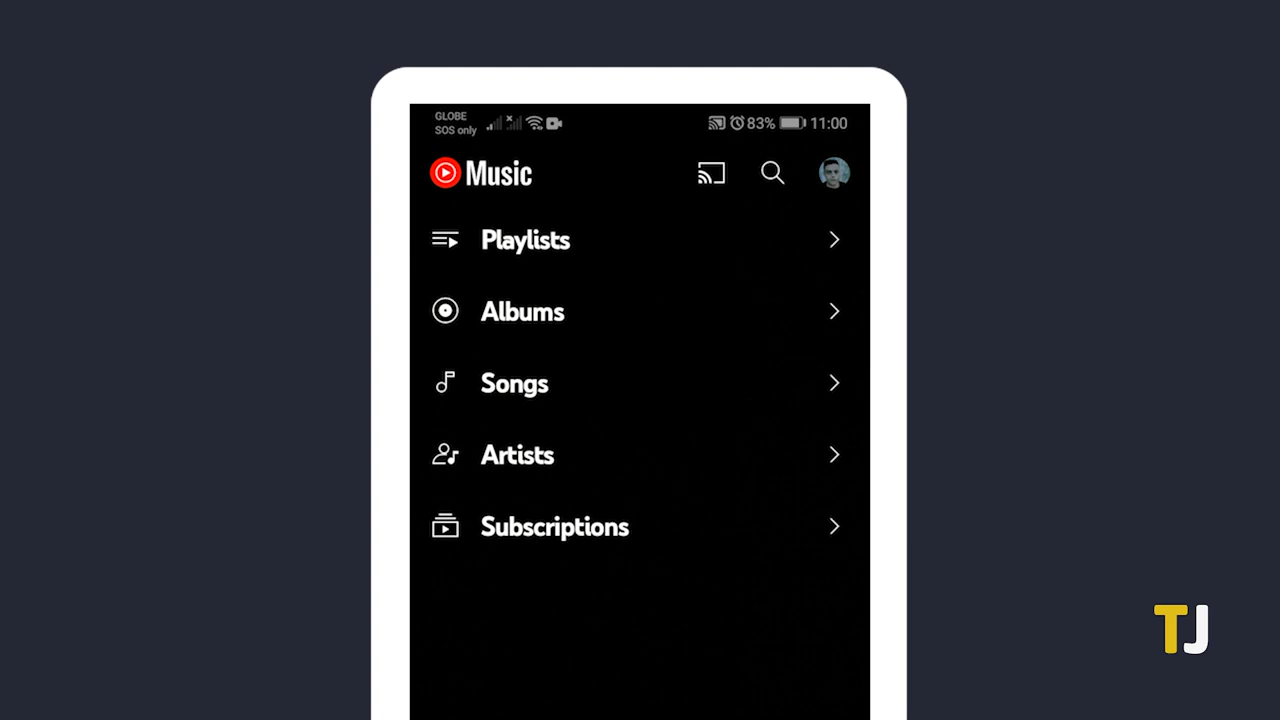 GLOBE
SOS only
83% 11:00
Music
Playlists
Albums
Songs
Artists
Subscriptions
TJ